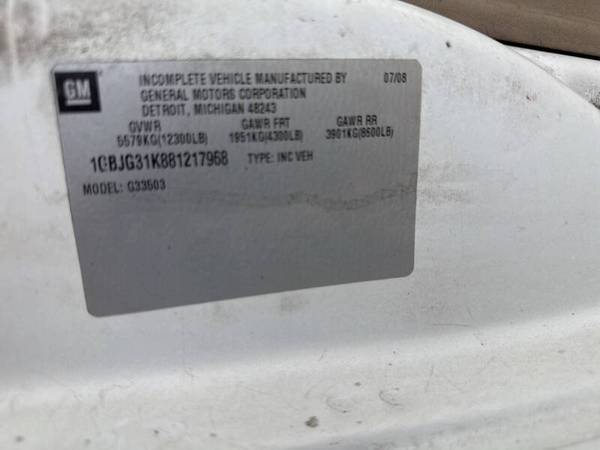 GM
INCOMPLETE VEHICLE MANUFACTURED BY 07/08
GENERAL MOTORS CORPORATION
DETROIT, MICHIGAN 48243
GVWR GAWR FRT GAWR RR
5579KG(12300LB) 1951KG(4300LB) 3901KG(8600LB)
1GBJG31K881217968 TYPE: INC VEH
MODEL: G33503